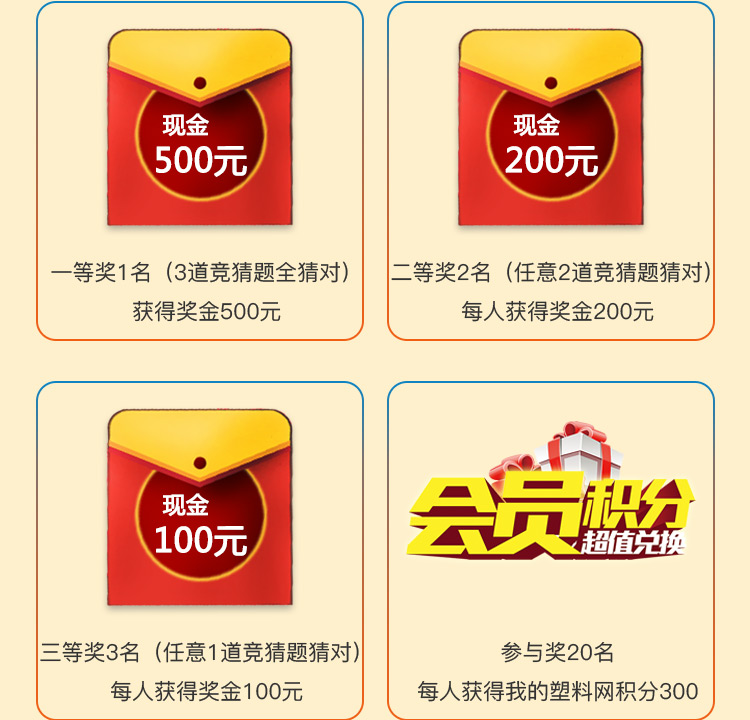 现金
500元
一等奖1名（3道竞猜题全猜对）
获得奖金500元
现金
200元
二等奖2名（任意2道竞猜题猜对）
每人获得奖金200元
现金
100元
三等奖3名（任意1道竞猜题猜对）
每人获得奖金100元
会员积分
超值兑换
参与奖20名
每人获得我的塑料网积分300